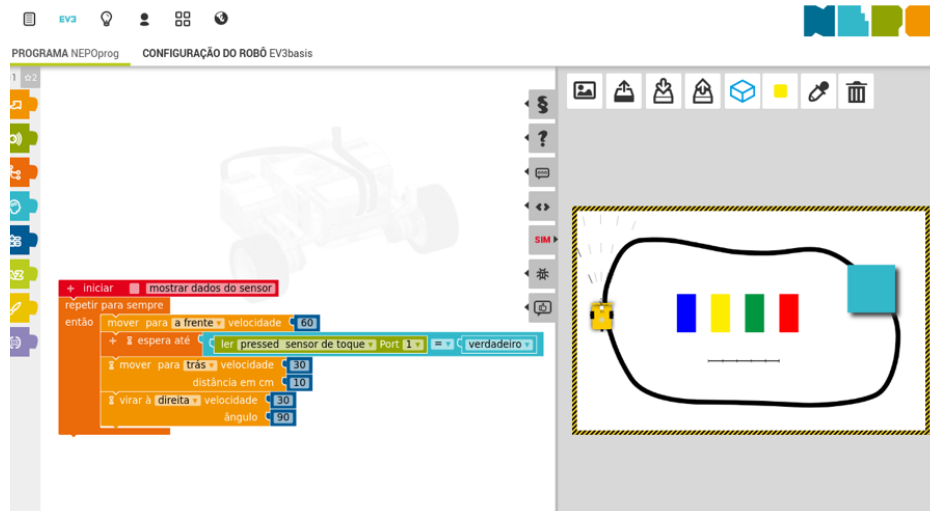 EV3
PROGRAMA NEPOprog CONFIGURAÇÃO DO ROBÔ EV3basis
1 ☆2
SIM
+ iniciar mostrar dados do sensor
repetir para sempre
então mover para a frente velocidade 60
+ espera até ler pressed sensor de toque Port 1 = verdadeiro
mover para trás velocidade 30
distância em cm 10
virar à direita velocidade 30
ângulo 90